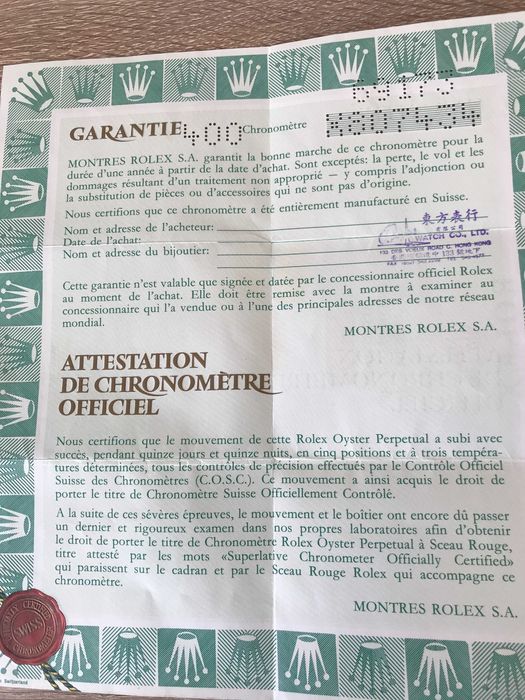 69173
GARANTIE 400 Chronomètre
MONTRES ROLEX S.A. garantit la bonne marche de ce chronomètre pour la
durée d'une année à partir de la date d'achat. Sont exceptés: la perte, le vol et les
dommages résultant d'un traitement non approprié – y compris l'adjonction ou
la substitution de pièces ou d'accessoires qui ne sont pas d'origine.
Nous certifions que ce chronomètre a été entièrement manufacturé en Suisse.
Nom et adresse de l'acheteur:
東方表行
Date de l'achat:
WATCH CO., LTD.
Nom et adresse du bijoutier:
133 DES VOEUX ROAD C. HONG KONG
Cette garantie n'est valable que signée et datée par le concessionnaire officiel Rolex
au moment de l'achat. Elle doit être remise avec la montre à examiner au
concessionnaire qui l'a vendue ou à l'une des principales adresses de notre réseau
mondial.
MONTRES ROLEX S.A.
ATTESTATION
DE CHRONOMÈTRE
OFFICIEL
Nous certifions que le mouvement de cette Rolex Oyster Perpetual a subi avec
succès, pendant quinze jours et quinze nuits, en cinq positions et à trois tempéra-
tures déterminées, tous les contrôles de précision effectués par le Contrôle Officiel
Suisse des Chronomètres (C.O.S.C.). Ce mouvement a ainsi acquis le droit de
porter le titre de Chronomètre Suisse Officiellement Contrôlé.
A la suite de ces sévères épreuves, le mouvement et le boîtier ont encore dû passer
un dernier et rigoureux examen dans nos propres laboratoires afin d'obtenir
le droit de porter le titre de Chronomètre Rolex Oyster Perpetual à Sceau Rouge,
titre attesté par les mots «Superlative Chronometer Officially Certified»
qui paraissent sur le cadran et par le Sceau Rouge Rolex qui accompagne ce
chronomètre.
MONTRES ROLEX S.A.
SWISS
Switzerland